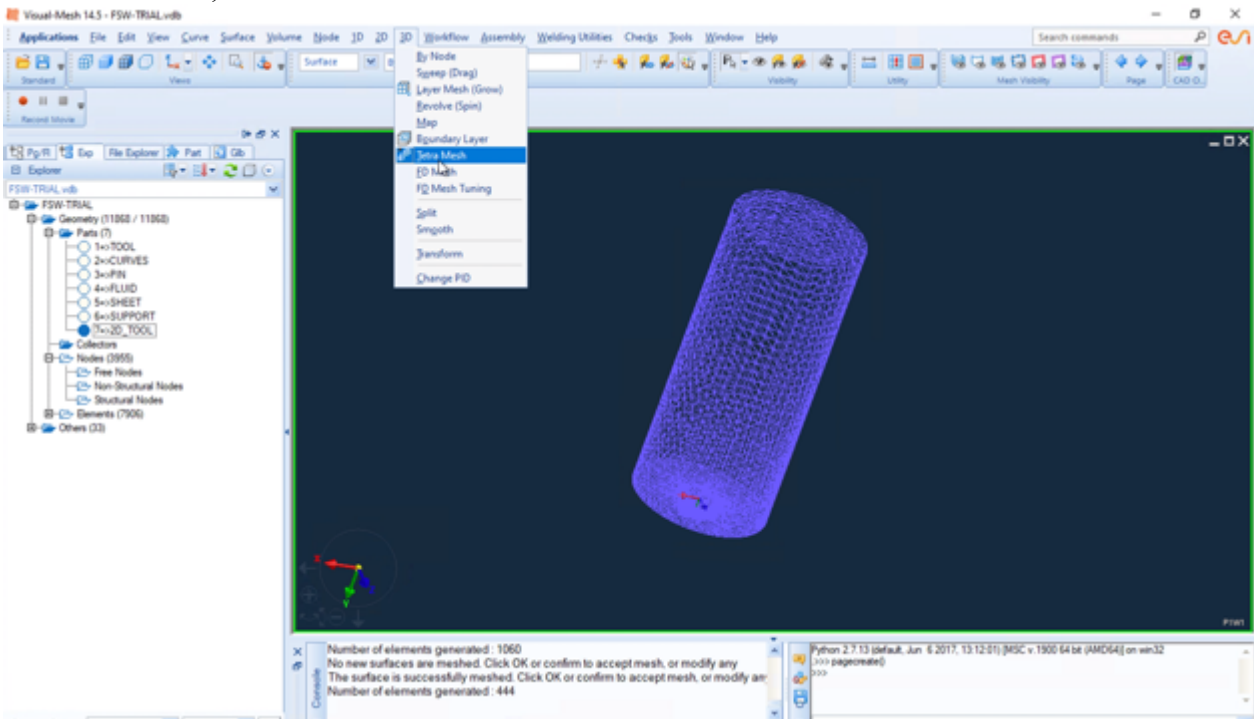 Visual-Mesh 14.5 - FSW-TRIAL.vdb
Applications File Edit View Curve Surface Volume Node 1D 2D 3D Workflow Assembly Welding Utilities Checks Tools Window Help
Search commands
esi
Surface
Standard Views Visibility Utility Mesh Visibility Page CAD O..
Record Movie
By Node
Sweep (Drag)
Layer Mesh (Grow)
Revolve (Spin)
Map
Boundary Layer
Tetra Mesh
FD Mesh
FD Mesh Tuning
Split
Smooth
Transform
Change PID
Exp File Explorer Part Glb
Explorer
FSW-TRIAL.vdb
FSW-TRIAL
Geometry (11868 / 11868)
Parts (7)
1=>TOOL
2=>CURVES
3=>PIN
4=>FLUID
5=>SHEET
6=>SUPPORT
7=>2D_TOOL
Collectors
Nodes (3955)
Free Nodes
Non-Structural Nodes
Structural Nodes
Elements (7906)
Others (33)
X
Y
P1W1
Console
Number of elements generated : 1060
No new surfaces are meshed. Click OK or confirm to accept mesh, or modify any
The surface is successfully meshed. Click OK or confirm to accept mesh, or modify any
Number of elements generated : 444
Python 2.7.13 (default, Jun 6 2017, 13:12:01) [MSC v.1900 64 bit (AMD64)] on win32
>>> pagecreate()
>>>